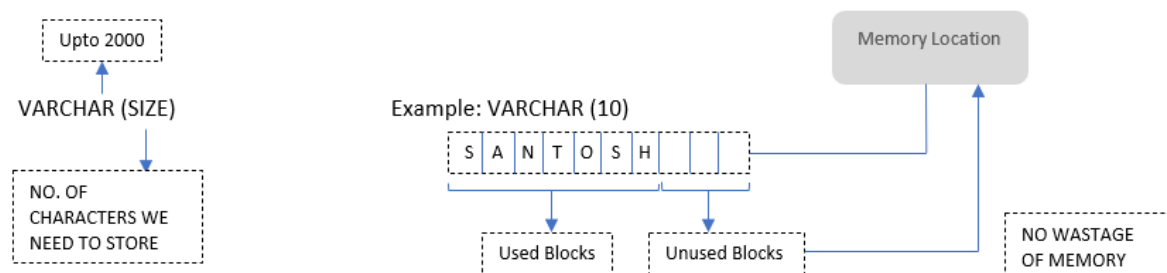 Upto 2000
Memory Location
VARCHAR (SIZE)
Example: VARCHAR (10)
S A N T O S H
NO. OF
CHARACTERS WE
NEED TO STORE
Used Blocks
Unused Blocks
NO WASTAGE
OF MEMORY